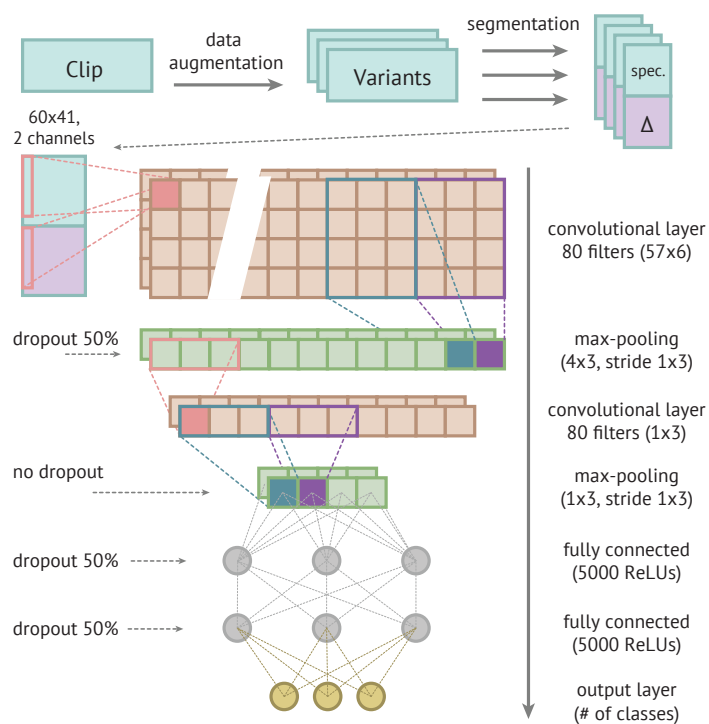 Clip
data
augmentation
Variants
segmentation
spec.
Δ
60x41,
2 channels
convolutional layer
80 filters (57x6)
dropout 50%
max-pooling
(4x3, stride 1x3)
convolutional layer
80 filters (1x3)
no dropout
max-pooling
(1x3, stride 1x3)
dropout 50%
fully connected
(5000 ReLUs)
dropout 50%
fully connected
(5000 ReLUs)
output layer
(# of classes)